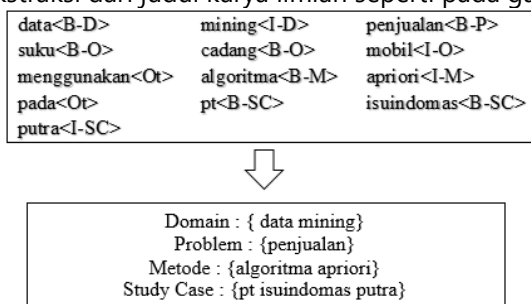 data<B-D> mining<I-D> penjualan<B-P>
suku<B-O> cadang<B-O> mobil<I-O>
menggunakan<Ot> algoritma<B-M> apriori<I-M>
pada<Ot> pt<B-SC> isuindomas<B-SC>
putra<I-SC>
Domain : { data mining}
Problem : {penjualan}
Metode : {algoritma apriori}
Study Case : {pt isuindomas putra}